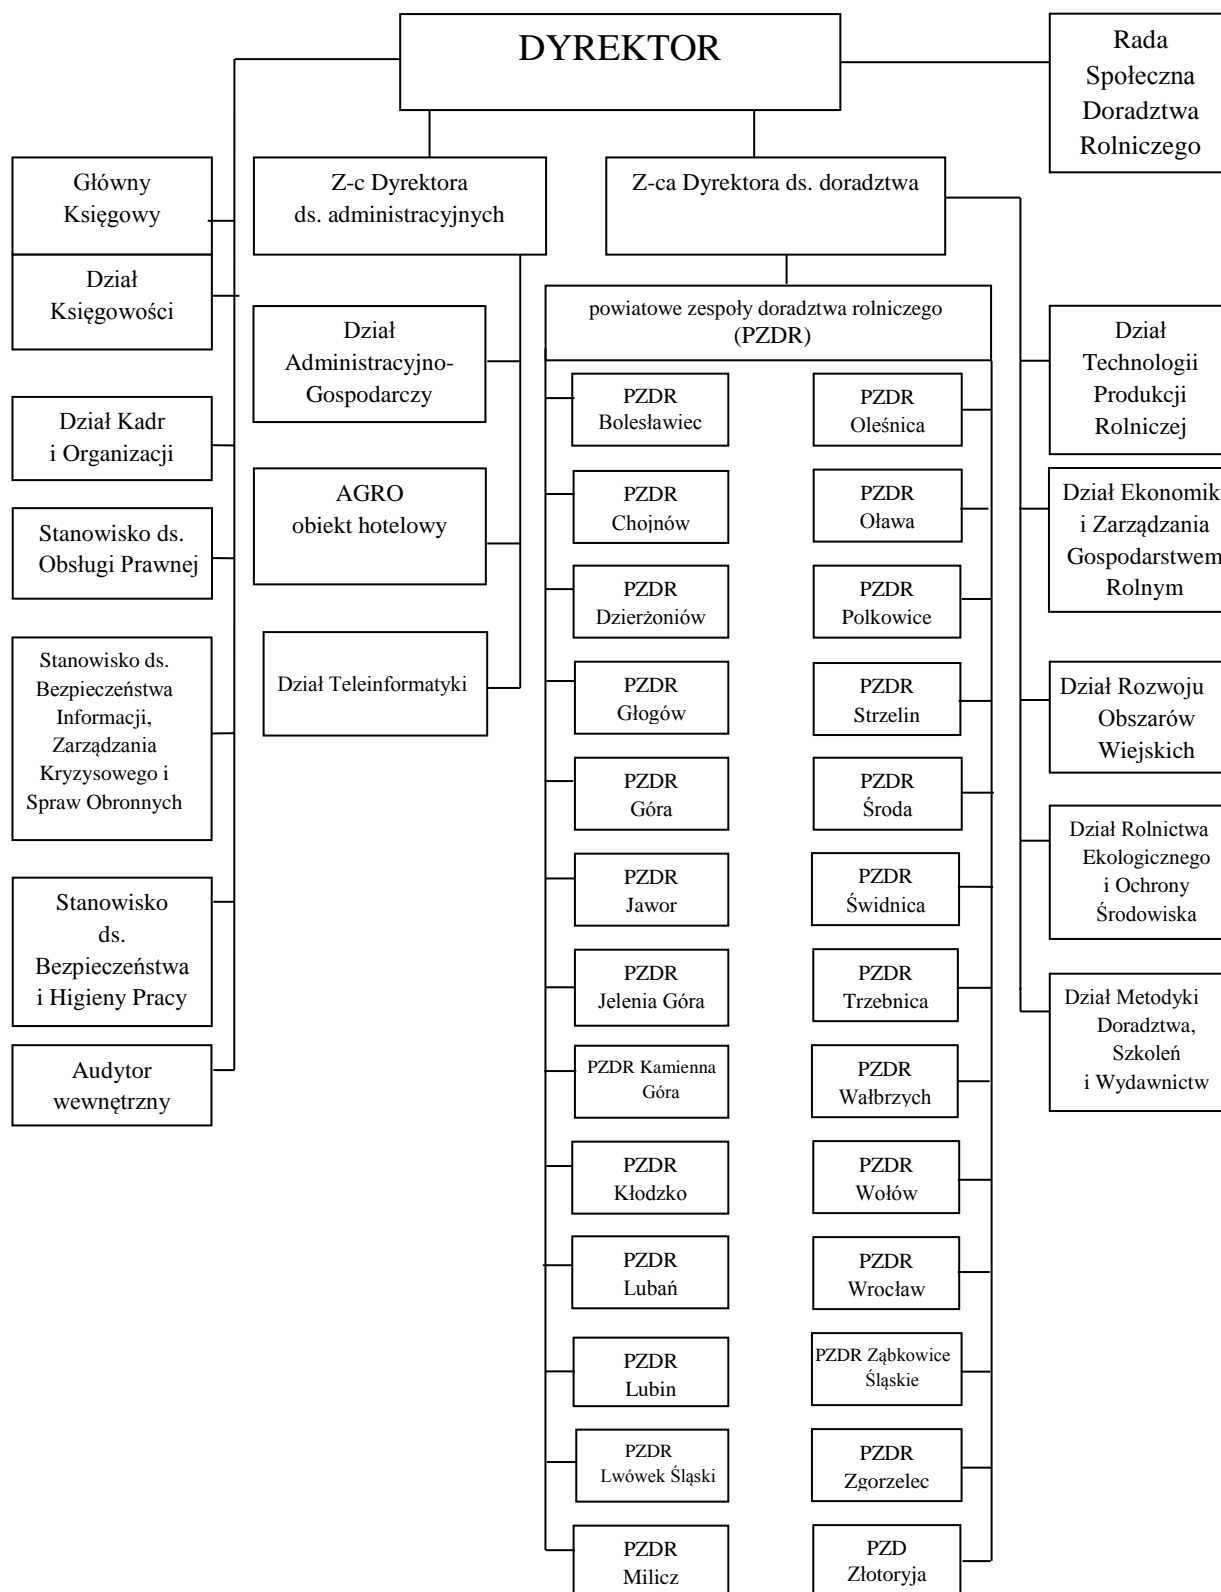 DYREKTOR
Rada
Społeczna
Doradztwa
Rolniczego
Główny
Księgowy
Dział
Księgowości
Dział Kadr
i Organizacji
Stanowisko ds.
Obsługi Prawnej
Stanowisko ds.
Bezpieczeństwa
Informacji,
Zarządzania
Kryzysowego i
Spraw Obronnych
Stanowisko
ds.
Bezpieczeństwa
i Higieny Pracy
Audytor
wewnętrzny
Z-c Dyrektora
ds. administracyjnych
Dział
Administracyjno-
Gospodarczy
AGRO
obiekt hotelowy
Dział Teleinformatyki
Z-ca Dyrektora ds. doradztwa
powiatowe zespoły doradztwa rolniczego
(PZDR)
PZDR
Bolesławiec
PZDR
Chojnów
PZDR
Dzierżoniów
PZDR
Głogów
PZDR
Góra
PZDR
Jawor
PZDR
Jelenia Góra
PZDR Kamienna
Góra
PZDR
Kłodzko
PZDR
Lubań
PZDR
Lubin
PZDR
Lwówek Śląski
PZDR
Milicz
PZDR
Oleśnica
PZDR
Oława
PZDR
Polkowice
PZDR
Strzelin
PZDR
Środa
PZDR
Świdnica
PZDR
Trzebnica
PZDR
Wałbrzych
PZDR
Wołów
PZDR
Wrocław
PZDR Ząbkowice
Śląskie
PZDR
Zgorzelec
PZD
Złotoryja
Dział
Technologii
Produkcji
Rolniczej
Dział Ekonomiki
i Zarządzania
Gospodarstwem
Rolnym
Dział Rozwoju
Obszarów
Wiejskich
Dział Rolnictwa
Ekologicznego
i Ochrony
Środowiska
Dział Metodyki
Doradztwa,
Szkoleń
i Wydawnictw